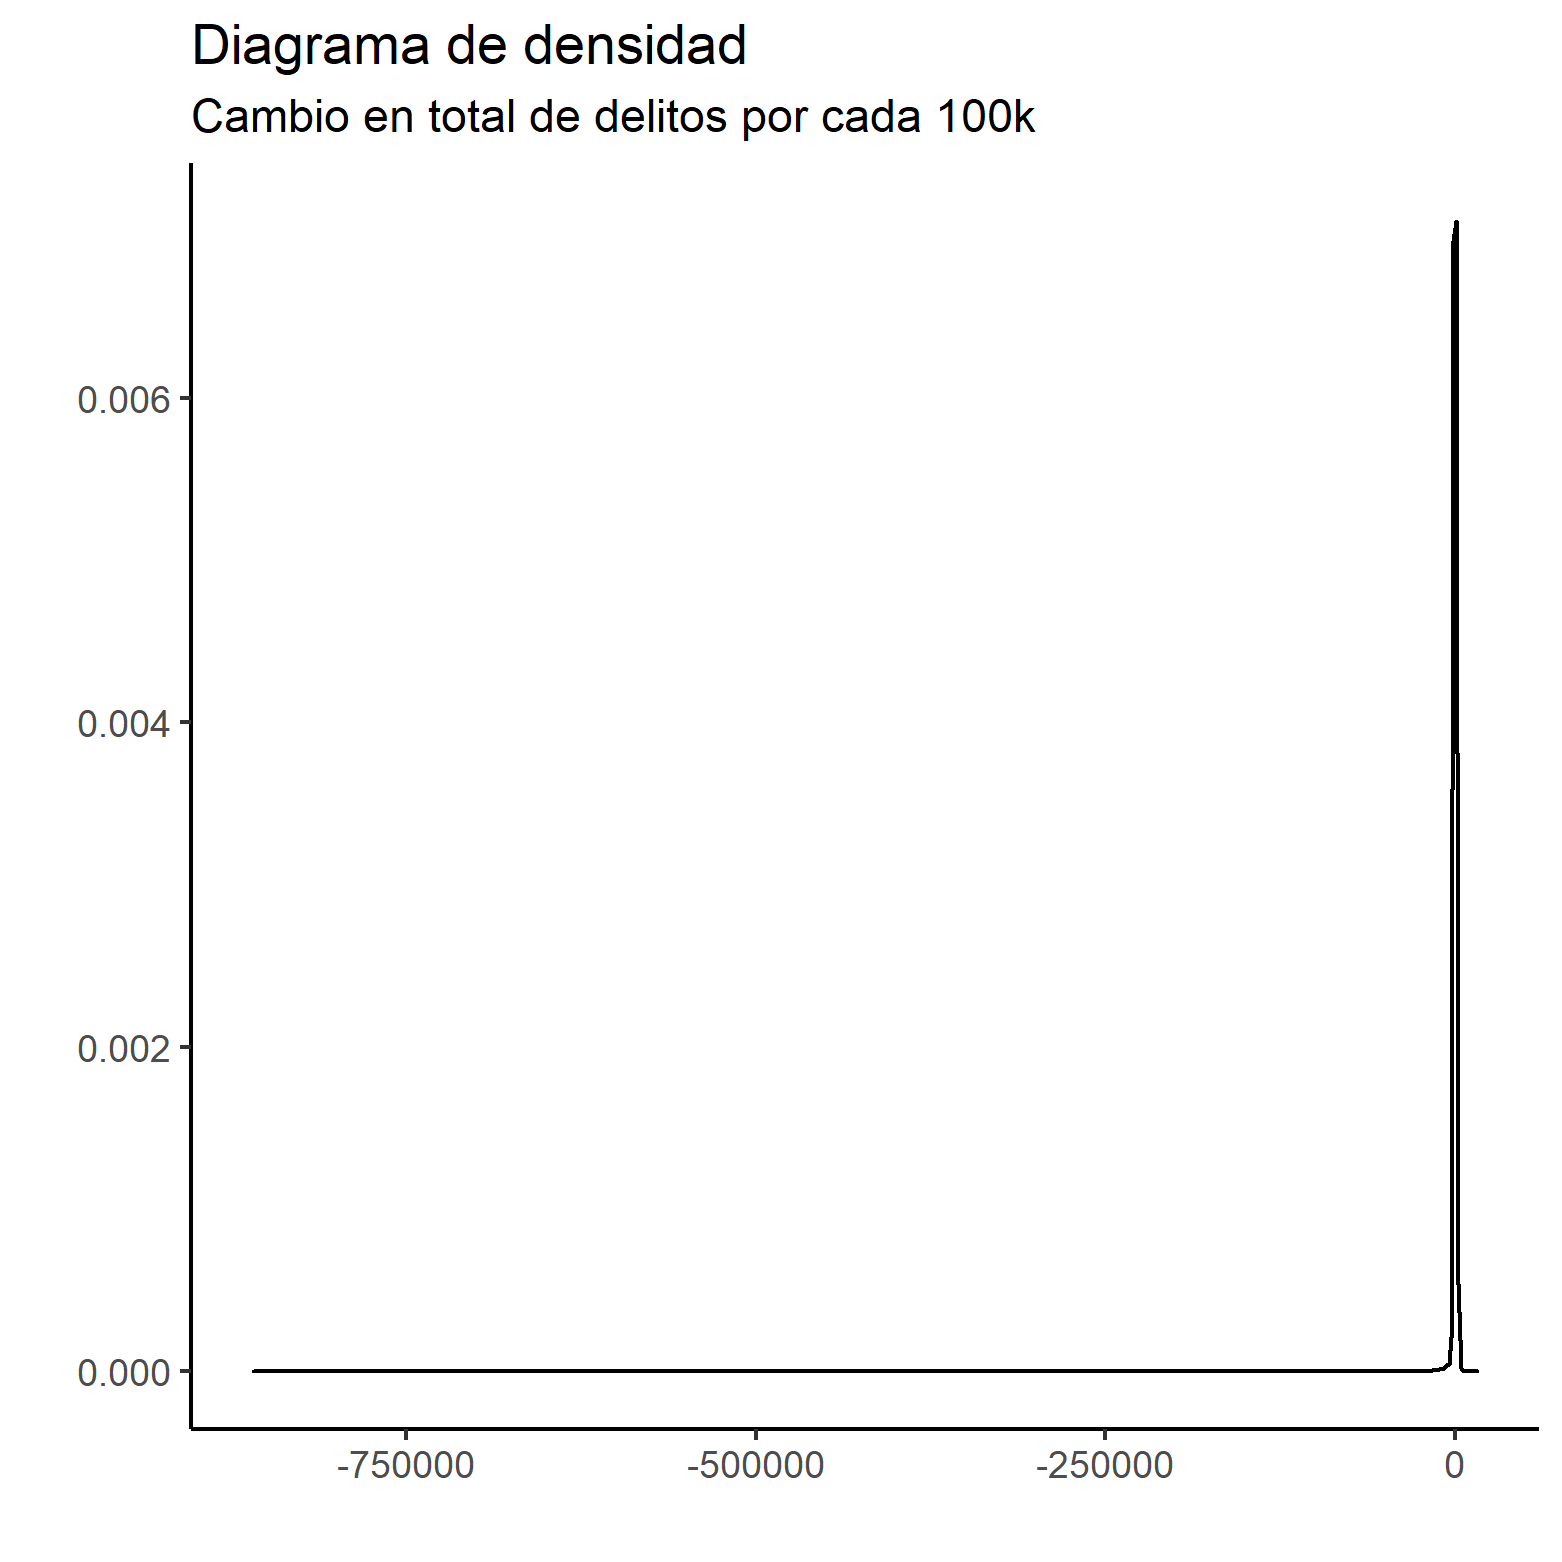 Diagrama de densidad
Cambio en total de delitos por cada 100k
0.006
0.004
0.002
0.000
-750000 -500000 -250000 0